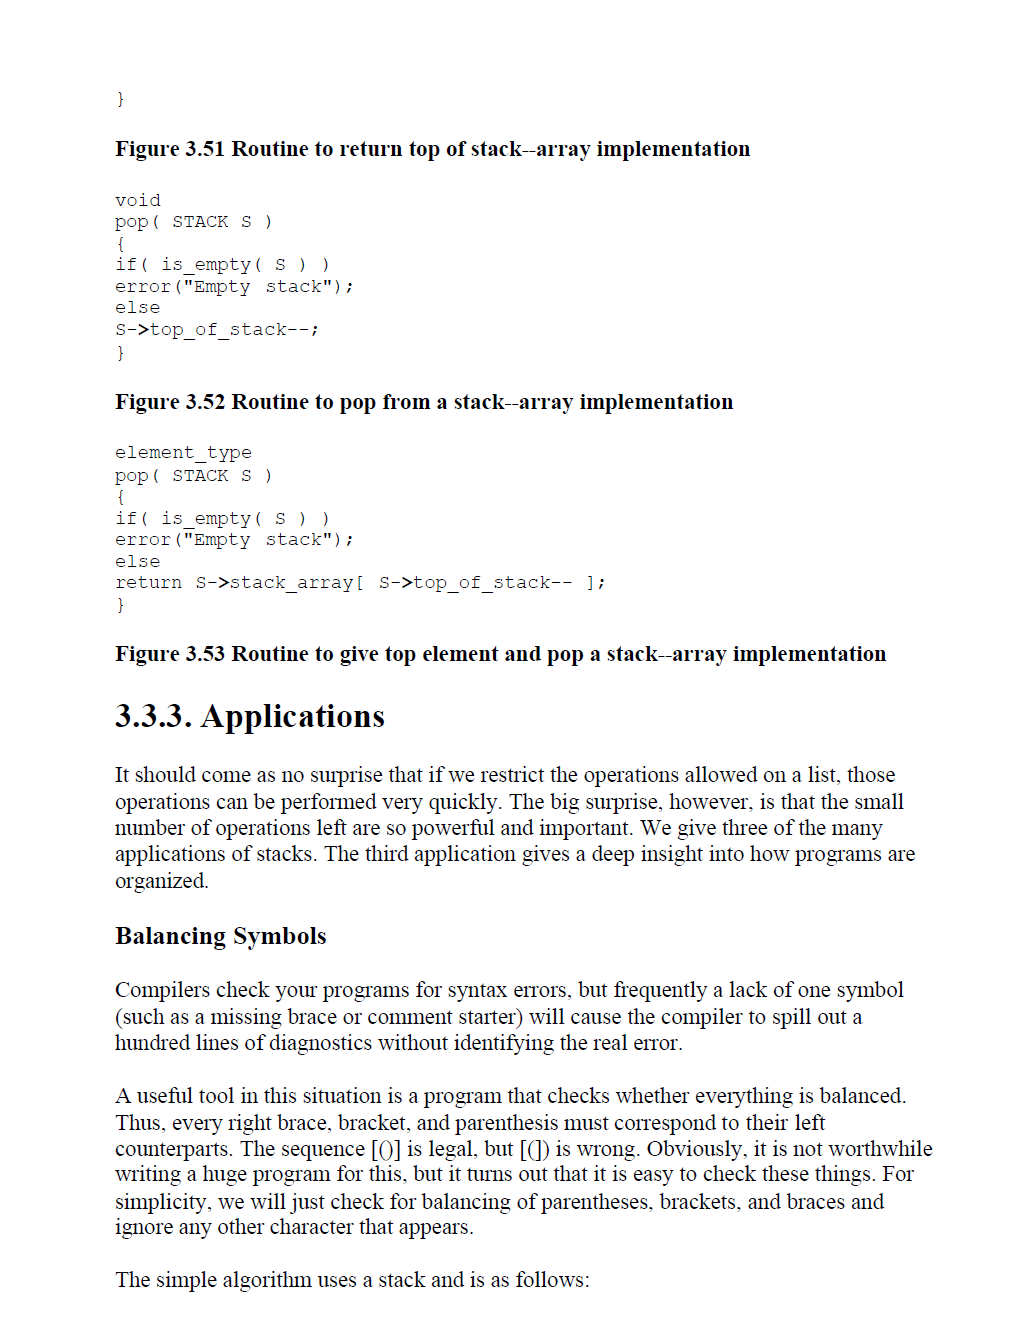 }
Figure 3.51 Routine to return top of stack--array implementation
void
pop( STACK S )
{
if( is_empty( S ) )
error("Empty stack");
else
S->top_of_stack--;
}
Figure 3.52 Routine to pop from a stack--array implementation
element_type
pop( STACK S )
{
if( is_empty( S ) )
error("Empty stack");
else
return S->stack_array[ S->top_of_stack-- ];
}
Figure 3.53 Routine to give top element and pop a stack--array implementation
3.3.3. Applications
It should come as no surprise that if we restrict the operations allowed on a list, those
operations can be performed very quickly. The big surprise, however, is that the small
number of operations left are so powerful and important. We give three of the many
applications of stacks. The third application gives a deep insight into how programs are
organized.
Balancing Symbols
Compilers check your programs for syntax errors, but frequently a lack of one symbol
(such as a missing brace or comment starter) will cause the compiler to spill out a
hundred lines of diagnostics without identifying the real error.
A useful tool in this situation is a program that checks whether everything is balanced.
Thus, every right brace, bracket, and parenthesis must correspond to their left
counterparts. The sequence [()] is legal, but [(]) is wrong. Obviously, it is not worthwhile
writing a huge program for this, but it turns out that it is easy to check these things. For
simplicity, we will just check for balancing of parentheses, brackets, and braces and
ignore any other character that appears.
The simple algorithm uses a stack and is as follows: